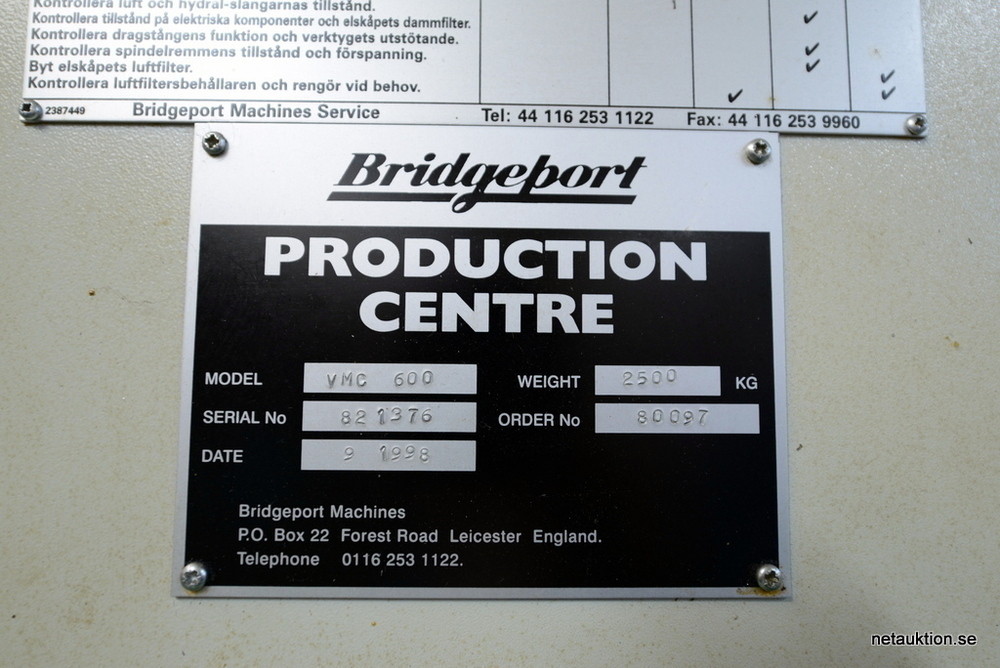 Kontrollera luft och hydral-slangarnas tillstånd.
Kontrollera tillstånd på elektriska komponenter och elskåpets dammfilter.
Kontrollera dragstångens funktion och verktygets utstötande.
Kontrollera spindelremmens tillstånd och förspanning.
Byt elskåpets luftfilter.
Kontrollera luftfiltersbehållaren och rengör vid behov.
2387449 Bridgeport Machines Service Tel: 44 116 253 1122 Fax: 44 116 253 9960
Bridgeport
PRODUCTION
CENTRE
MODEL VMC 600 WEIGHT 2500 KG
SERIAL No 821376 ORDER No 80097
DATE 9 1998
Bridgeport Machines
P.O. Box 22 Forest Road Leicester England.
Telephone 0116 253 1122.
netauktion.se